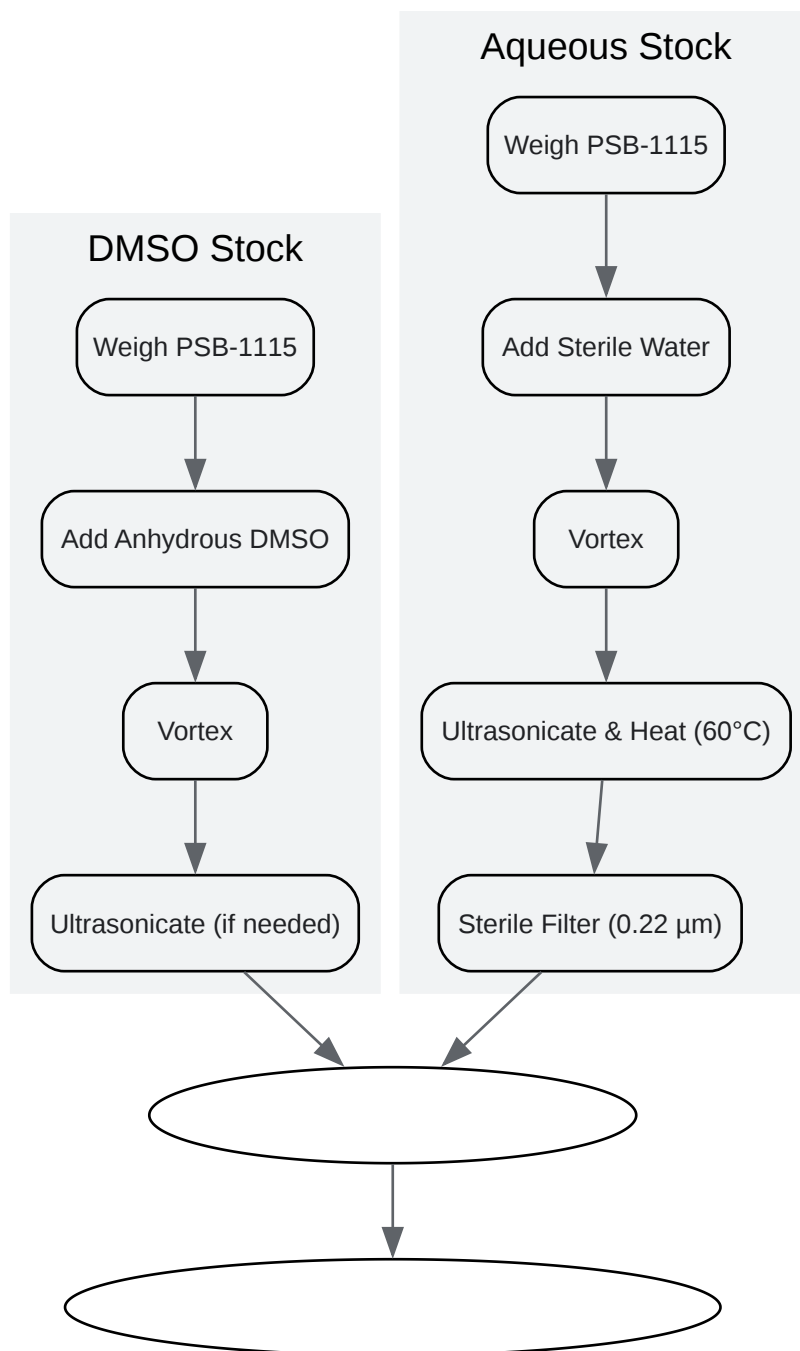 DMSO Stock
Weigh PSB-1115
Add Anhydrous DMSO
Vortex
Ultrasonicate (if needed)
Aqueous Stock
Weigh PSB-1115
Add Sterile Water
Vortex
Ultrasonicate & Heat (60°C)
Sterile Filter (0.22 µm)